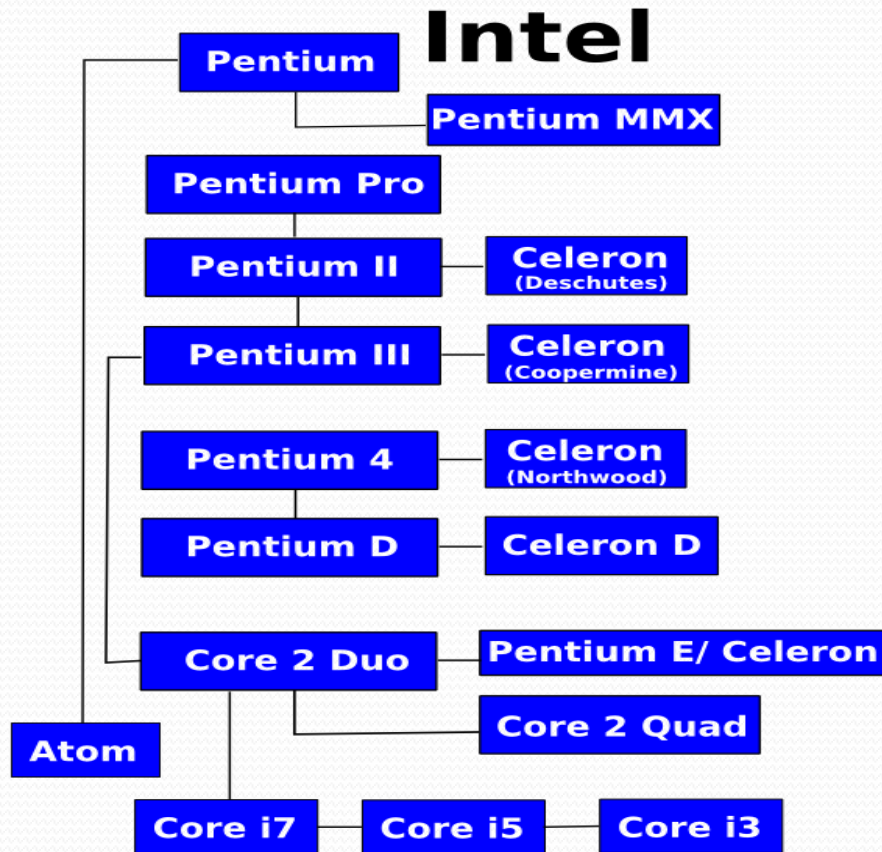 Intel
Pentium
Pentium MMX
Pentium Pro
Pentium II
Celeron
(Deschutes)
Pentium III
Celeron
(Coopermine)
Pentium 4
Celeron
(Northwood)
Pentium D
Celeron D
Core 2 Duo
Pentium E/ Celeron
Core 2 Quad
Atom
Core i7
Core i5
Core i3